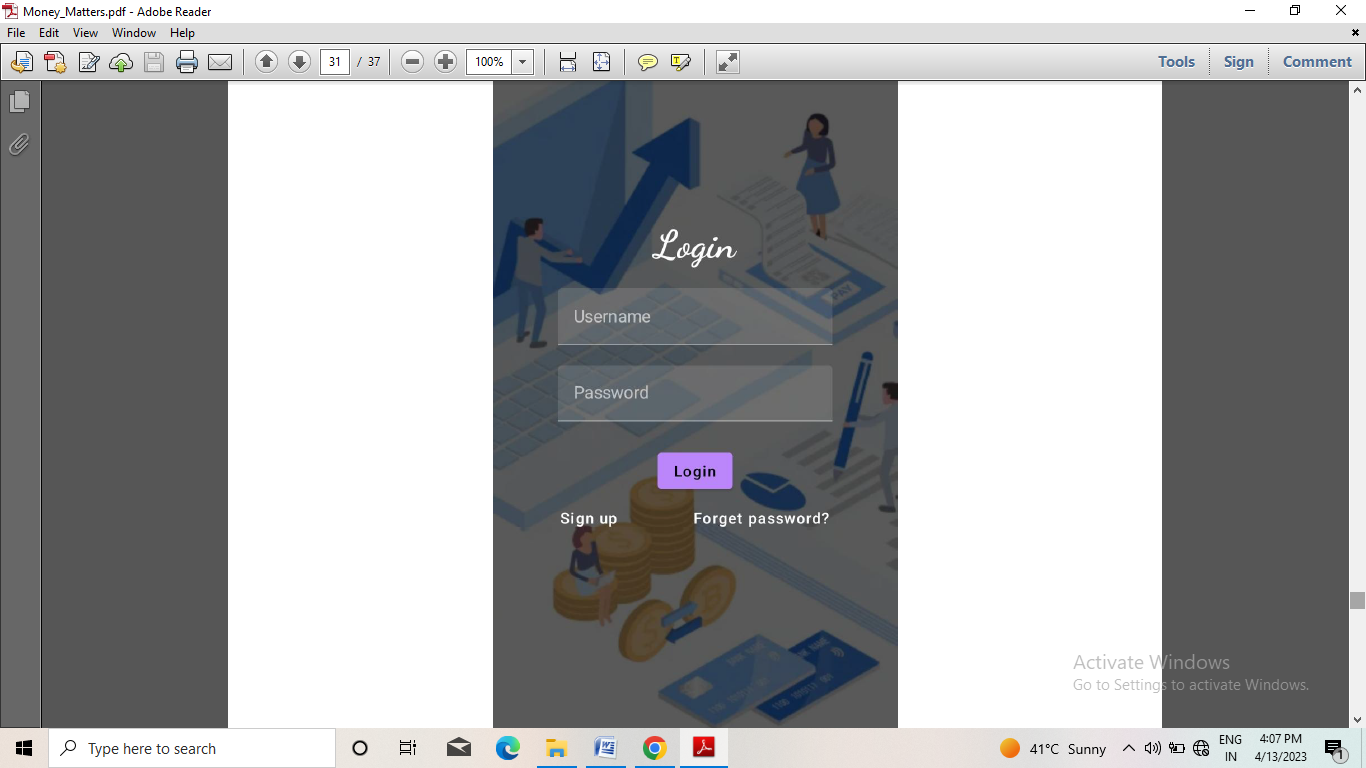 Money_Matters.pdf - Adobe Reader
File Edit View Window Help
31 / 37 100% Tools Sign Comment
PAY
Login
Username
Password
Login
Sign up Forget password?
Activate Windows
Go to Settings to activate Windows.
Type here to search
41°C Sunny
ENG
IN
4:07 PM
4/13/2023
1